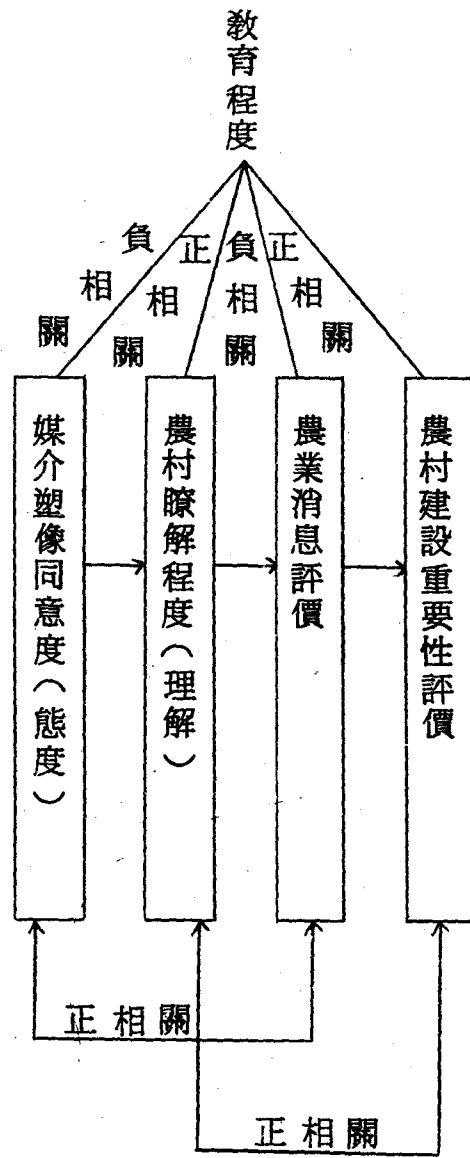 教育程度
負相關
正相關
負相關
正相關
媒介塑像同意度（態度）
農村瞭解程度（理解）
農業消息評價
農村建設重要性評價
正相關
正相關